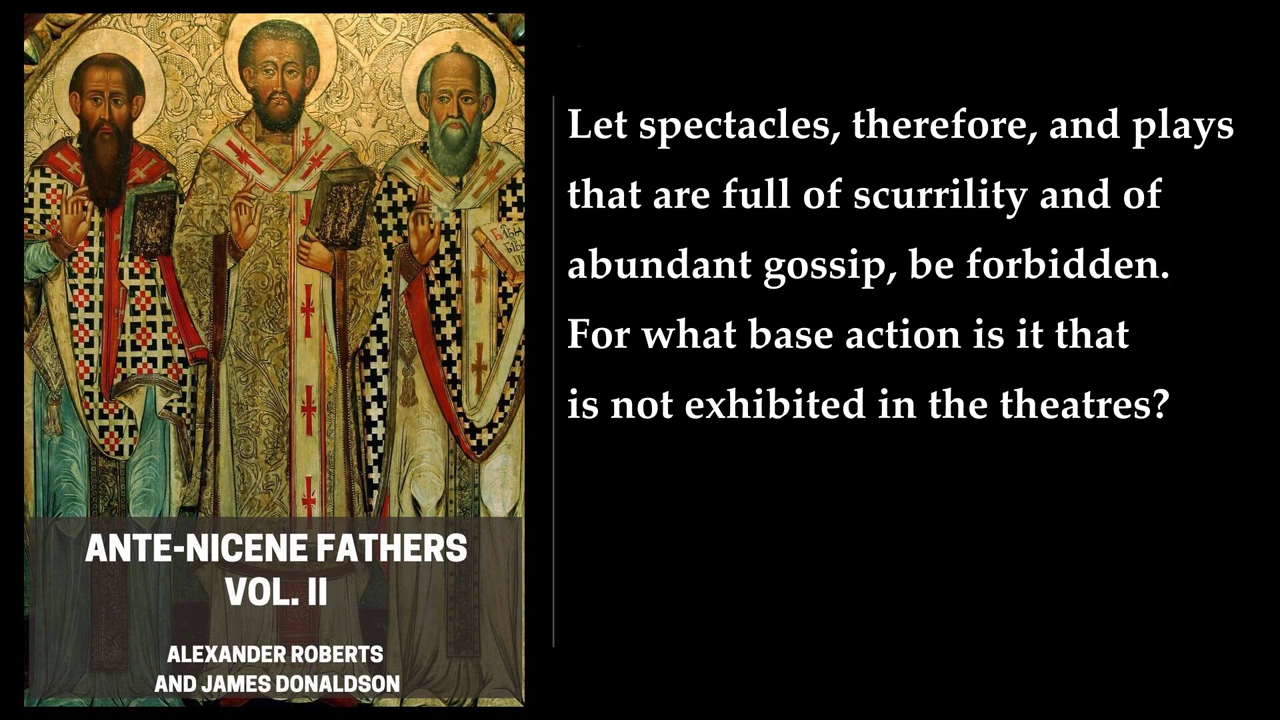 Let spectacles, therefore, and plays
that are full of scurrility and of
abundant gossip, be forbidden.
For what base action is it that
is not exhibited in the theatres?
ANTE-NICENE FATHERS
VOL. II
ALEXANDER ROBERTS
AND JAMES DONALDSON